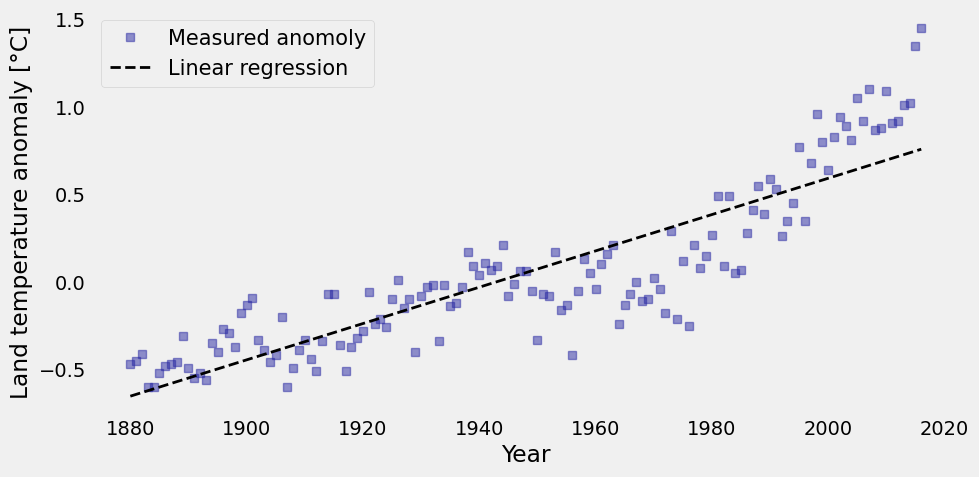 Measured anomoly
Linear regression
Land temperature anomaly [°C]
1.5
1.0
0.5
0.0
−0.5
1880 1900 1920 1940 1960 1980 2000 2020
Year